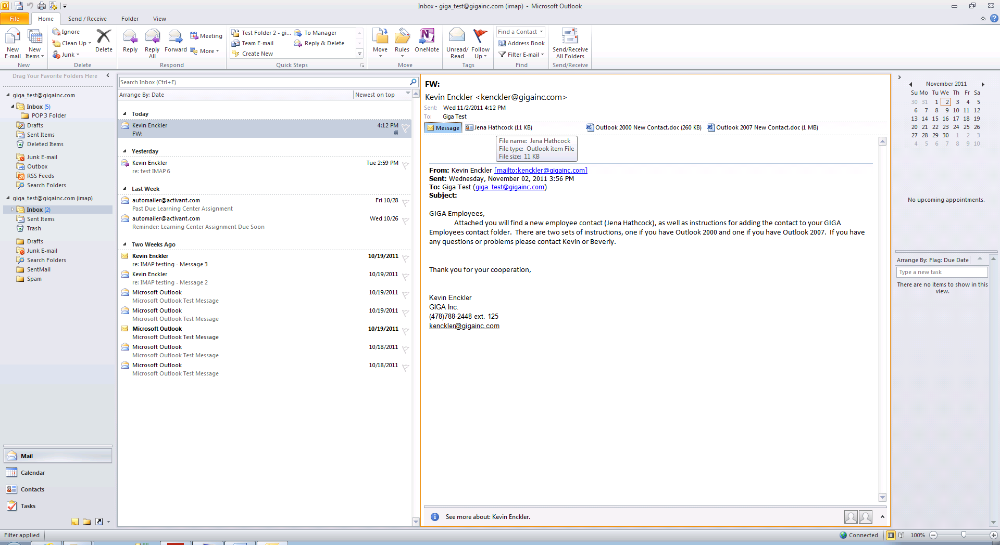 Inbox - giga_test@gigainc.com (imap) - Microsoft Outlook
File Home Send / Receive Folder View
New E-mail
New Items
New
Ignore
Clean Up
Junk
Delete
Delete
Reply
Reply All
Forward
Meeting
More
Respond
Test Folder 2 - gi...
Team E-mail
Create New
To Manager
Reply & Delete
Quick Steps
Move
Rules
OneNote
Move
Unread/ Read
Follow Up
Tags
Find a Contact
Address Book
Filter E-mail
Find
Send/Receive All Folders
Send/Receive
Drag Your Favorite Folders Here
giga_test@gigainc.com
Inbox (5)
POP 3 Folder
Drafts
Sent Items
Deleted Items
Junk E-mail
Outbox
RSS Feeds
Search Folders
giga_test@gigainc.com (imap)
Inbox (2)
Sent Items
Trash
Drafts
Junk E-mail
Search Folders
SentMail
Spam
Mail
Calendar
Contacts
Tasks
Search Inbox (Ctrl+E)
Arrange By: Date Newest on top
Today
Kevin Enckler 4:12 PM
FW:
Yesterday
Kevin Enckler Tue 2:59 PM
re: test IMAP 6
Last Week
automailer@activant.com Fri 10/28
Past Due Learning Center Assignment
automailer@activant.com Wed 10/26
Reminder: Learning Center Assignment Due Soon
Two Weeks Ago
Kevin Enckler 10/19/2011
re: IMAP testing - Message 3
Kevin Enckler 10/19/2011
re: IMAP testing - Message 2
Microsoft Outlook 10/19/2011
Microsoft Outlook Test Message
Microsoft Outlook 10/19/2011
Microsoft Outlook Test Message
Microsoft Outlook 10/19/2011
Microsoft Outlook Test Message
Microsoft Outlook 10/18/2011
Microsoft Outlook Test Message
Microsoft Outlook 10/18/2011
Microsoft Outlook Test Message
FW:
Kevin Enckler <kenckler@gigainc.com>
Sent: Wed 11/2/2011 4:12 PM
To: Giga Test
Message Jena Hathcock (11 KB) Outlook 2000 New Contact.doc (260 KB) Outlook 2007 New Contact.doc (1 MB)
File name: Jena Hathcock
File type: Outlook item File
File size: 11 KB
From: Kevin Enckler [mailto:kenckler@gigainc.com]
Sent: Wednesday, November 02, 2011 3:56 PM
To: Giga Test (giga_test@gigainc.com)
Subject:
GIGA Employees,
Attached you will find a new employee contact (Jena Hathcock), as well as instructions for adding the contact to your GIGA
Employees contact folder. There are two sets of instructions, one if you have Outlook 2000 and one if you have Outlook 2007. If you have
any questions or problems please contact Kevin or Beverly.
Thank you for your cooperation,
Kevin Enckler
GIGA Inc.
(478)788-2448 ext. 125
kenckler@gigainc.com
See more about: Kevin Enckler.
November 2011
Su Mo Tu We Th Fr Sa
30 31 1 2 3 4 5
6 7 8 9 10 11 12
13 14 15 16 17 18 19
20 21 22 23 24 25 26
27 28 29 30 1 2 3
4 5 6 7 8 9 10
No upcoming appointments.
Arrange By: Flag: Due Date
Type a new task
There are no items to show in this
view.
Filter applied
Connected 100%